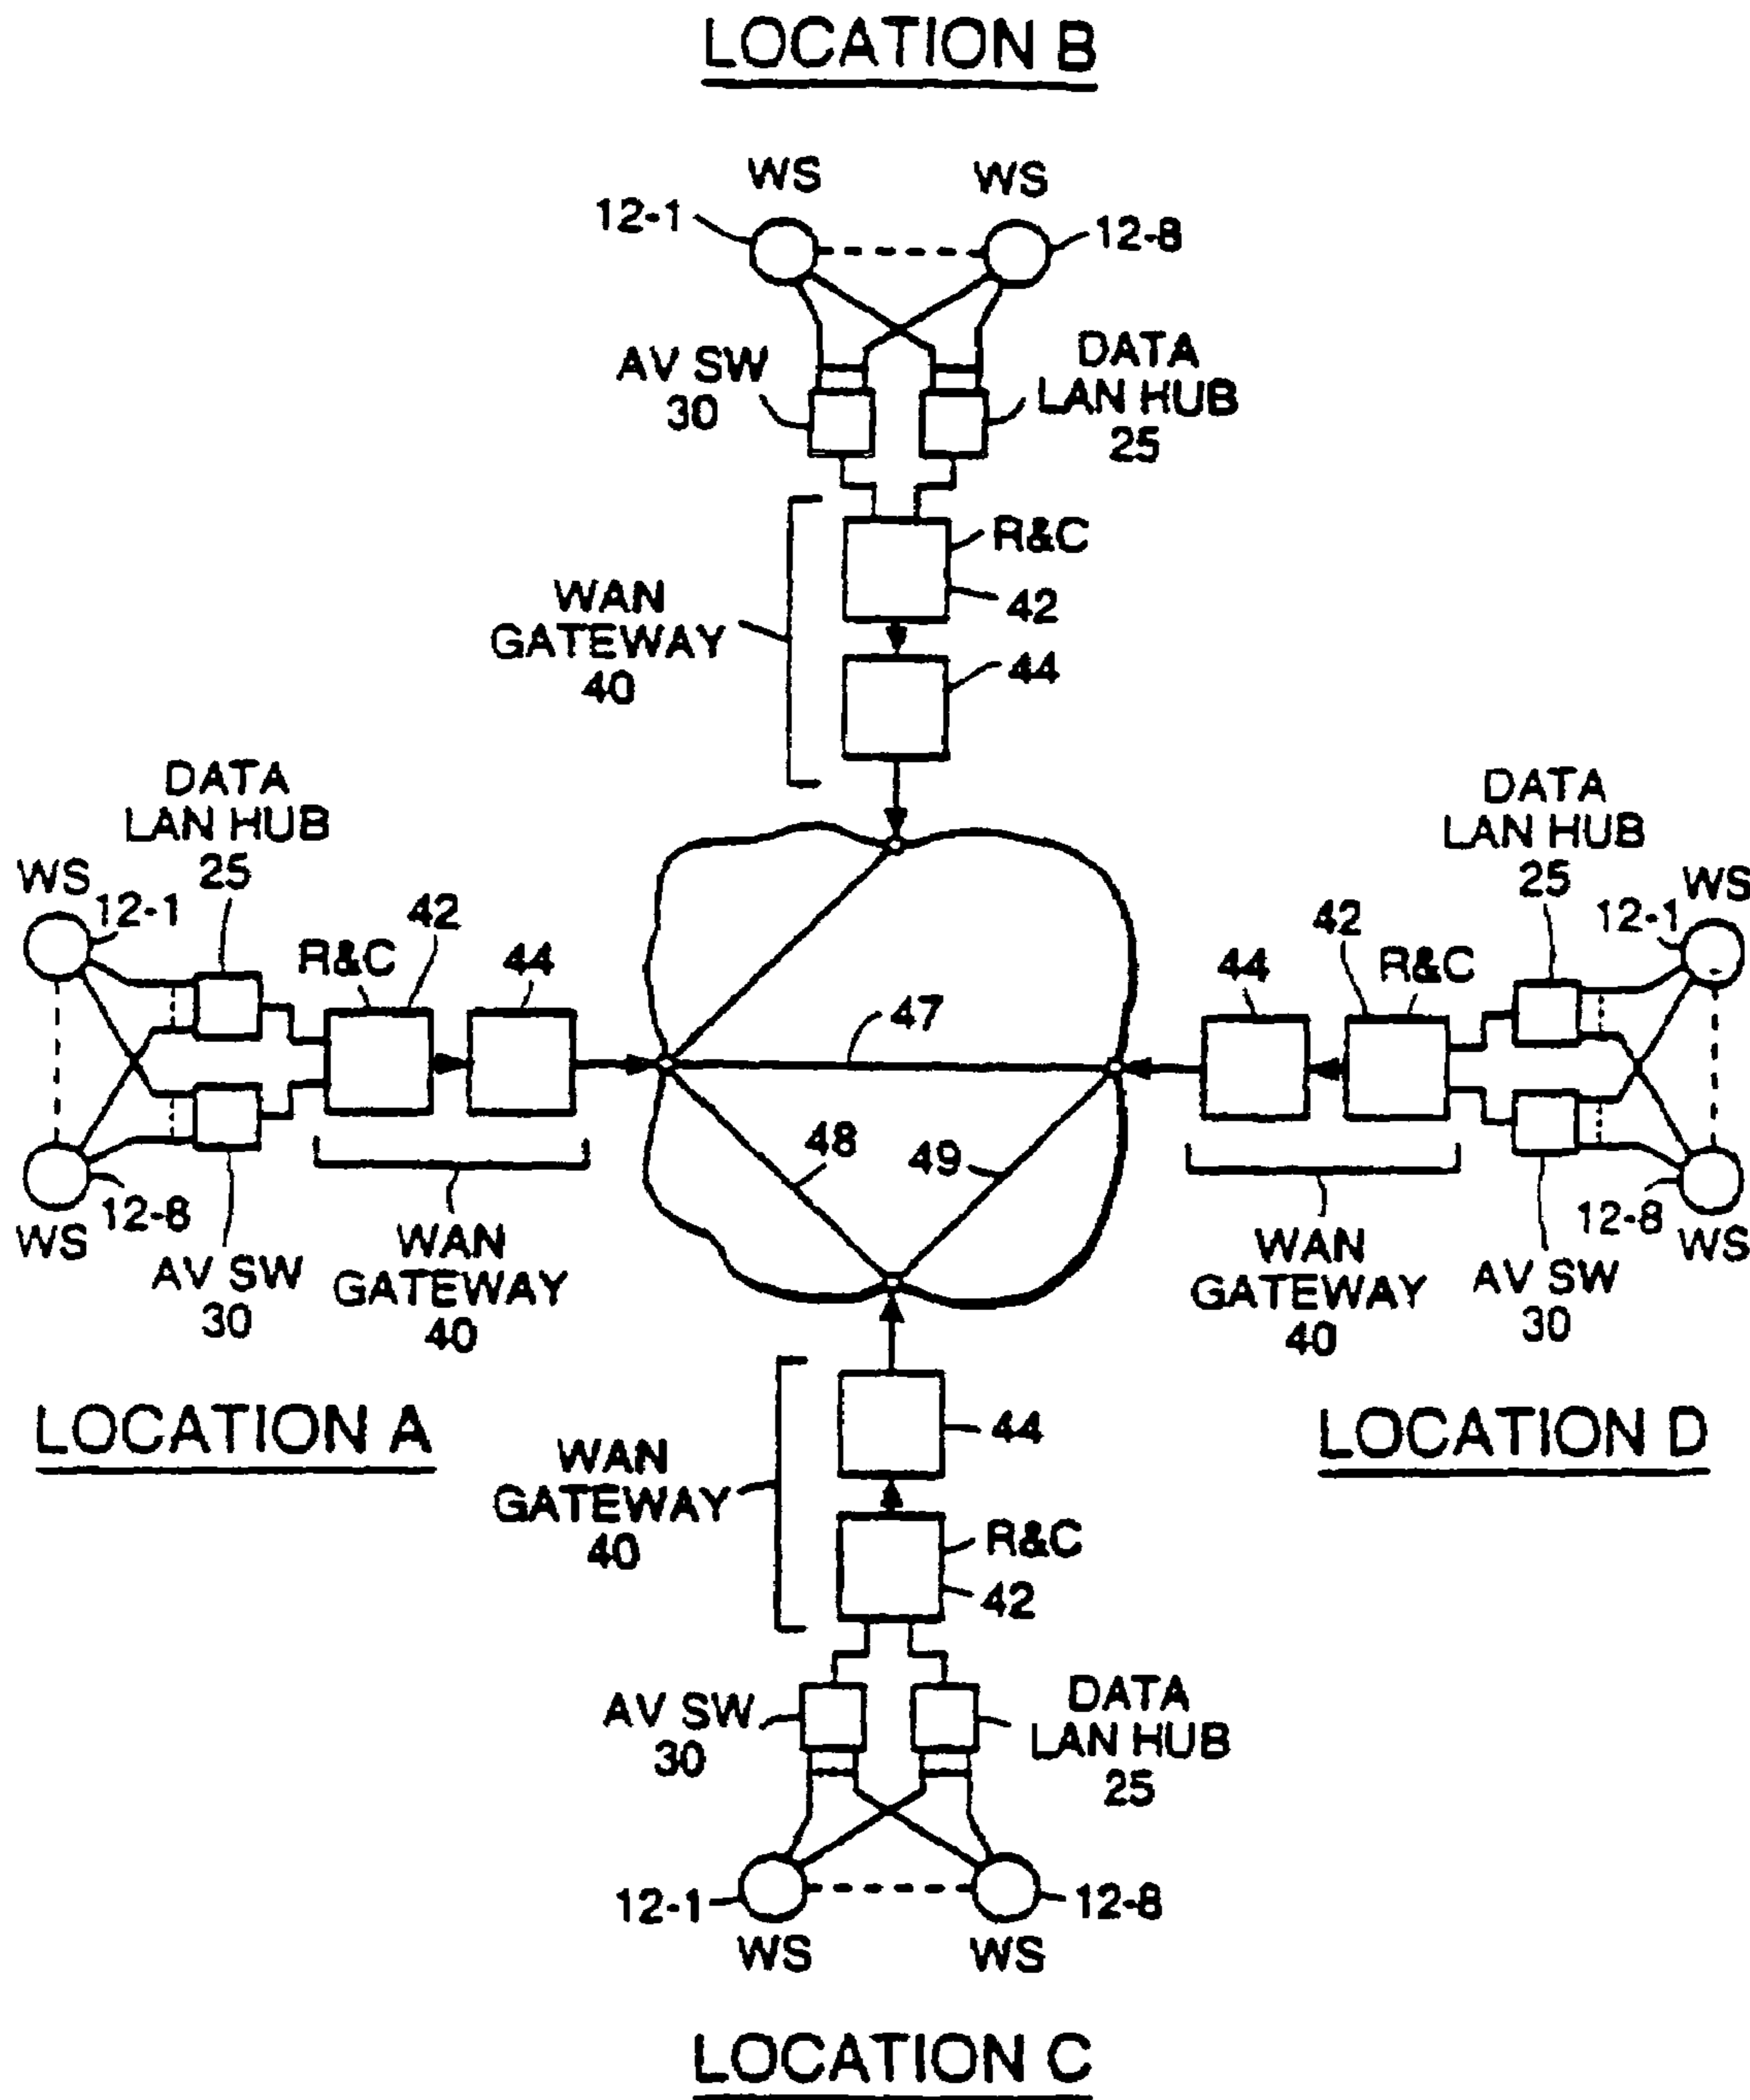 LOCATION B
WS
WS
12-1
12-8
AV SW
30
DATA
LAN HUB
25
R&C
42
WAN
GATEWAY
40
44
DATA
LAN HUB
25
WS
12-1
42
R&C
44
12-8
WS
AV SW
30
WAN
GATEWAY
40
LOCATION A
47
48
49
DATA
LAN HUB
25
WS
12-1
42
R&C
44
12-8
WS
AV SW
30
WAN
GATEWAY
40
LOCATION D
44
WAN
GATEWAY
40
R&C
42
AV SW
30
DATA
LAN HUB
25
12-1
12-8
WS
WS
LOCATION C